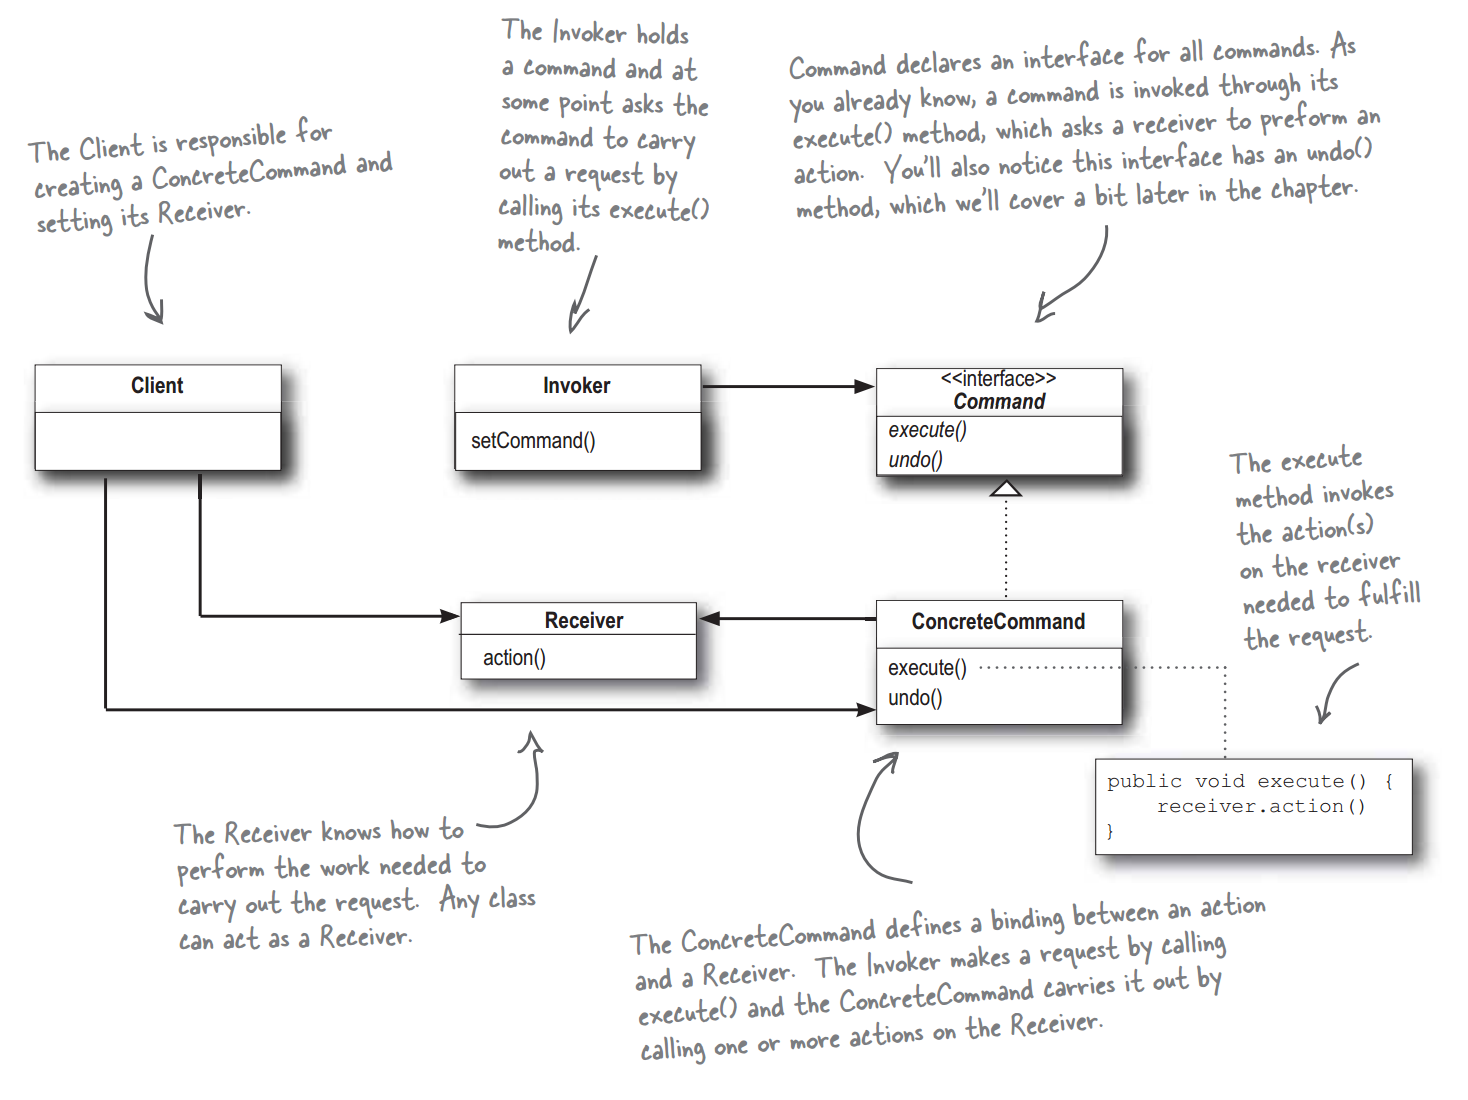 The Client is responsible for
creating a ConcreteCommand and
setting its Receiver.
The Invoker holds
a command and at
some point asks the
command to carry
out a request by
calling its execute()
method.
Command declares an interface for all commands. As
you already know, a command is invoked through its
execute() method, which asks a receiver to preform an
action. You'll also notice this interface has an undo()
method, which we'll cover a bit later in the chapter.
Client
Invoker
setCommand()
<<interface>>
Command
execute()
undo()
The execute
method invokes
the action(s)
on the receiver
needed to fulfill
the request.
Receiver
action()
ConcreteCommand
execute()
undo()
public void execute() {
receiver.action()
}
The Receiver knows how to
perform the work needed to
carry out the request. Any class
can act as a Receiver.
The ConcreteCommand defines a binding between an action
and a Receiver. The Invoker makes a request by calling
execute() and the ConcreteCommand carries it out by
calling one or more actions on the Receiver.